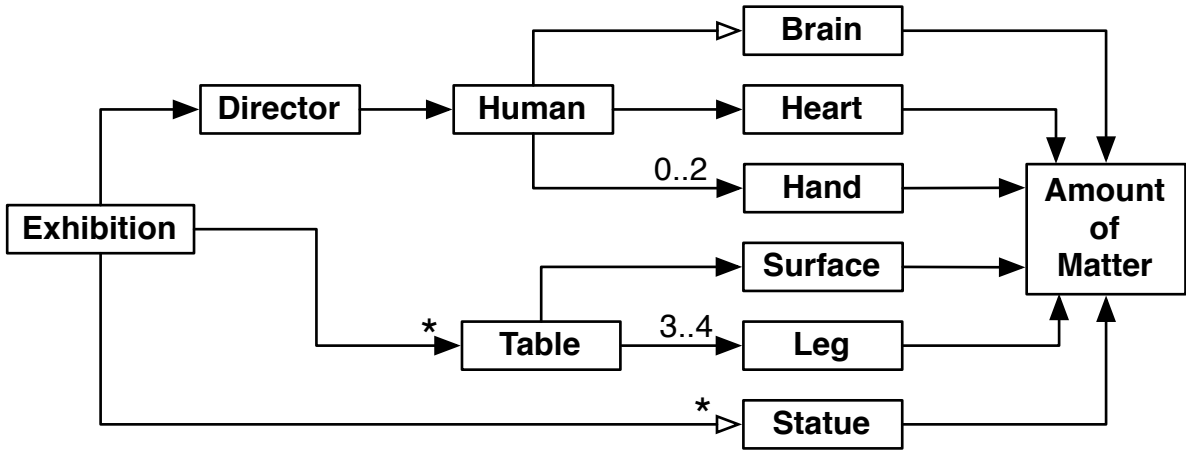 Brain
Director
Human
Heart
0..2
Hand
Amount
of
Matter
Exhibition
Surface
*
Table
3..4
Leg
*
Statue